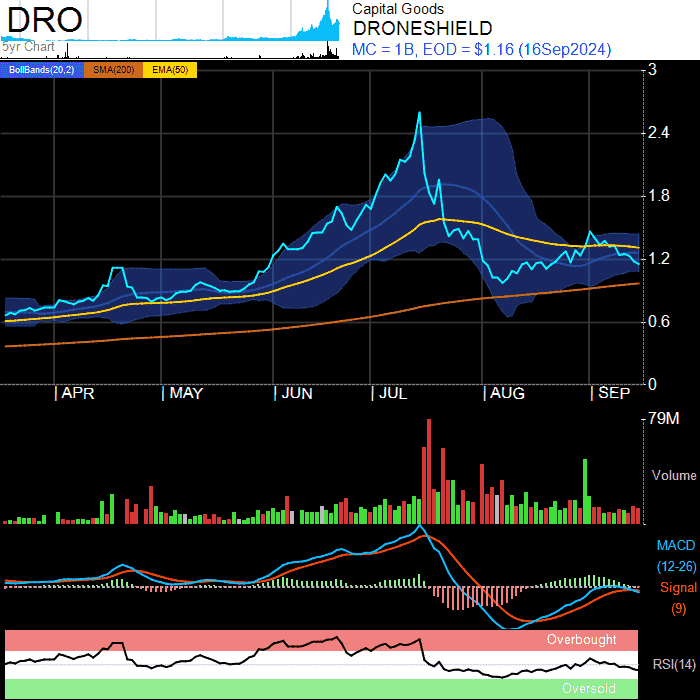 DRO
5yr Chart
Capital Goods
DRONESHIELD
MC = 1B, EOD = $1.16 (16Sep2024)
BollBands(20,2) SMA(200) EMA(50)
3
2.4
1.8
1.2
0.6
0
APR MAY JUN JUL AUG SEP
79M
Volume
MACD
(12-26)
Signal
(9)
Overbought
RSI(14)
Oversold